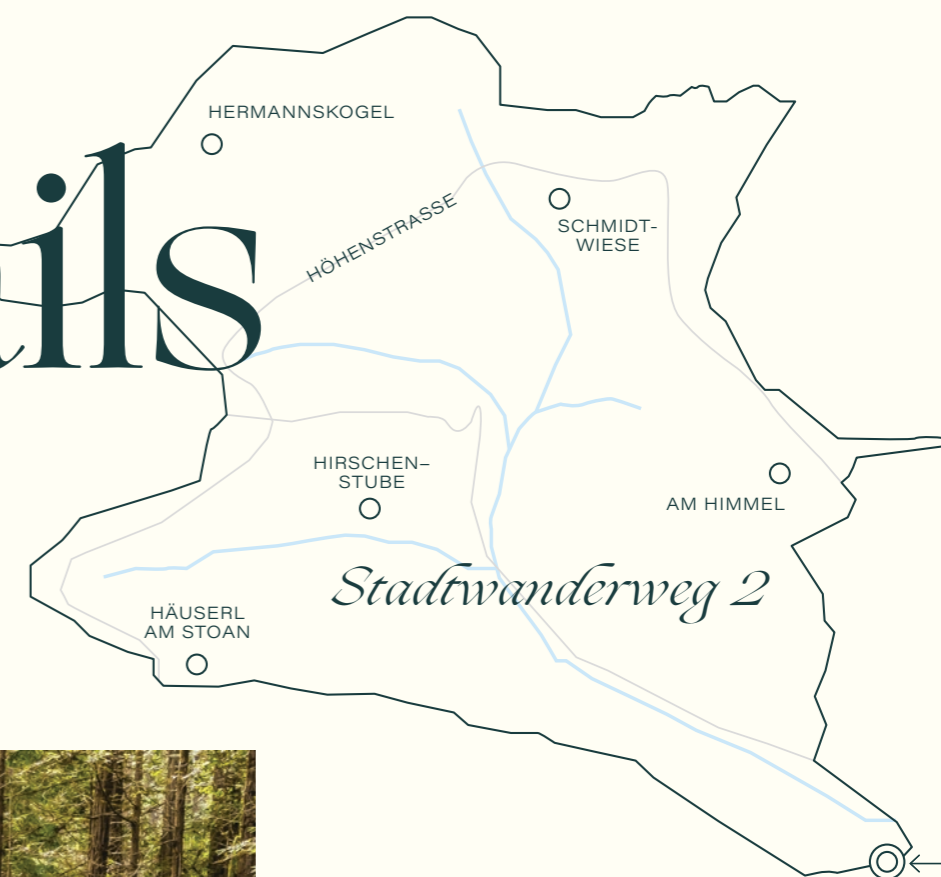 HERMANNSKOGEL
ils
HÖHENSTRASSE
SCHMIDT-
WIESE
HIRSCHEN–
STUBE
AM HIMMEL
Stadtwanderweg 2
HÄUSERL
AM STOAN